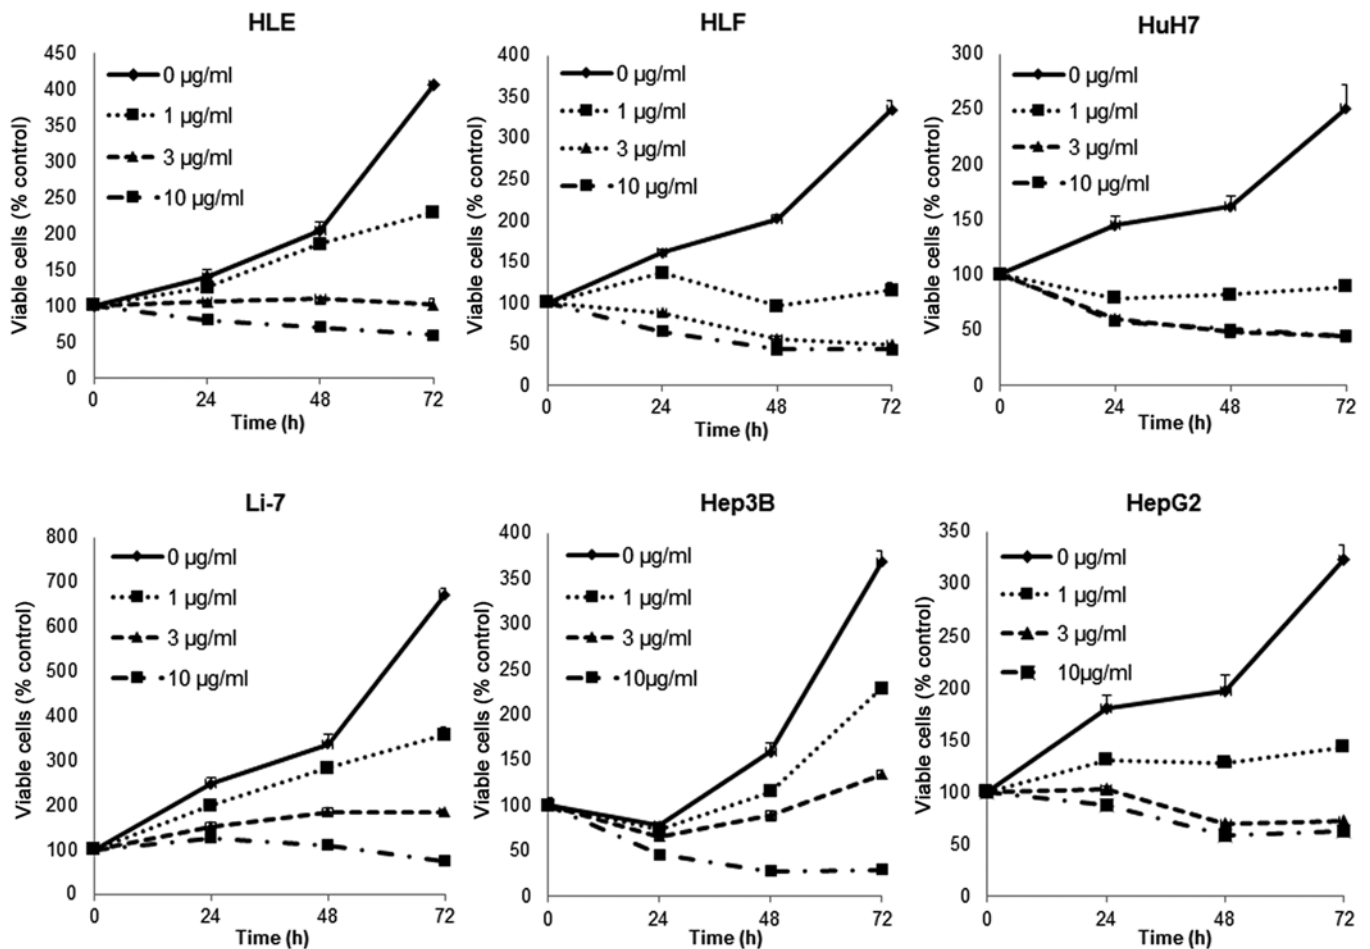 HLE
Viable cells (% control)
450
400
350
300
250
200
150
100
50
0
0 µg/ml
1 µg/ml
3 µg/ml
10 µg/ml
0 24 48 72
Time (h)
HLF
Viable cells (% control)
400
350
300
250
200
150
100
50
0
0 µg/ml
1 µg/ml
3 µg/ml
10 µg/ml
0 24 48 72
Time (h)
HuH7
Viable cells (% control)
300
250
200
150
100
50
0
0 µg/ml
1 µg/ml
3 µg/ml
10 µg/ml
0 24 48 72
Time (h)
Li-7
Viable cells (% control)
800
700
600
500
400
300
200
100
0
0 µg/ml
1 µg/ml
3 µg/ml
10 µg/ml
0 24 48 72
Time (h)
Hep3B
Viable cells (% control)
400
350
300
250
200
150
100
50
0
0 µg/ml
1 µg/ml
3 µg/ml
10µg/ml
0 24 48 72
Time (h)
HepG2
Viable cells (% control)
350
300
250
200
150
100
50
0
0 µg/ml
1 µg/ml
3 µg/ml
10µg/ml
0 24 48 72
Time (h)